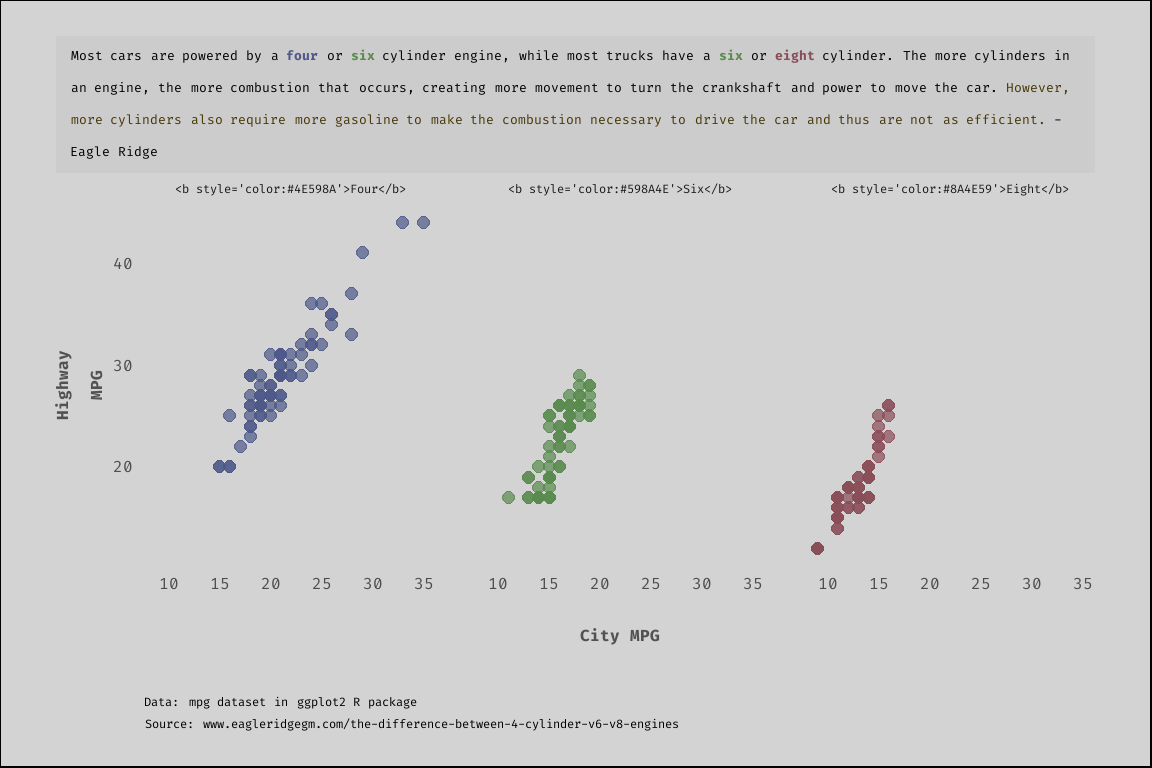 Most cars are powered by a four or six cylinder engine, while most trucks have a six or eight cylinder. The more cylinders in
an engine, the more combustion that occurs, creating more movement to turn the crankshaft and power to move the car. However,
more cylinders also require more gasoline to make the combustion necessary to drive the car and thus are not as efficient. -
Eagle Ridge
<b style='color:#4E598A'>Four</b> <b style='color:#598A4E'>Six</b> <b style='color:#8A4E59'>Eight</b>
40
30
20
Highway
MPG
10 15 20 25 30 35 10 15 20 25 30 35 10 15 20 25 30 35
City MPG
Data: mpg dataset in ggplot2 R package
Source: www.eagleridgegm.com/the-difference-between-4-cylinder-v6-v8-engines